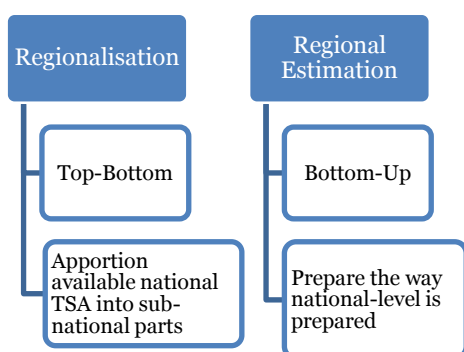 Regionalisation
Top-Bottom
Apportion
available national
TSA into sub-
national parts
Regional
Estimation
Bottom-Up
Prepare the way
national-level is
prepared